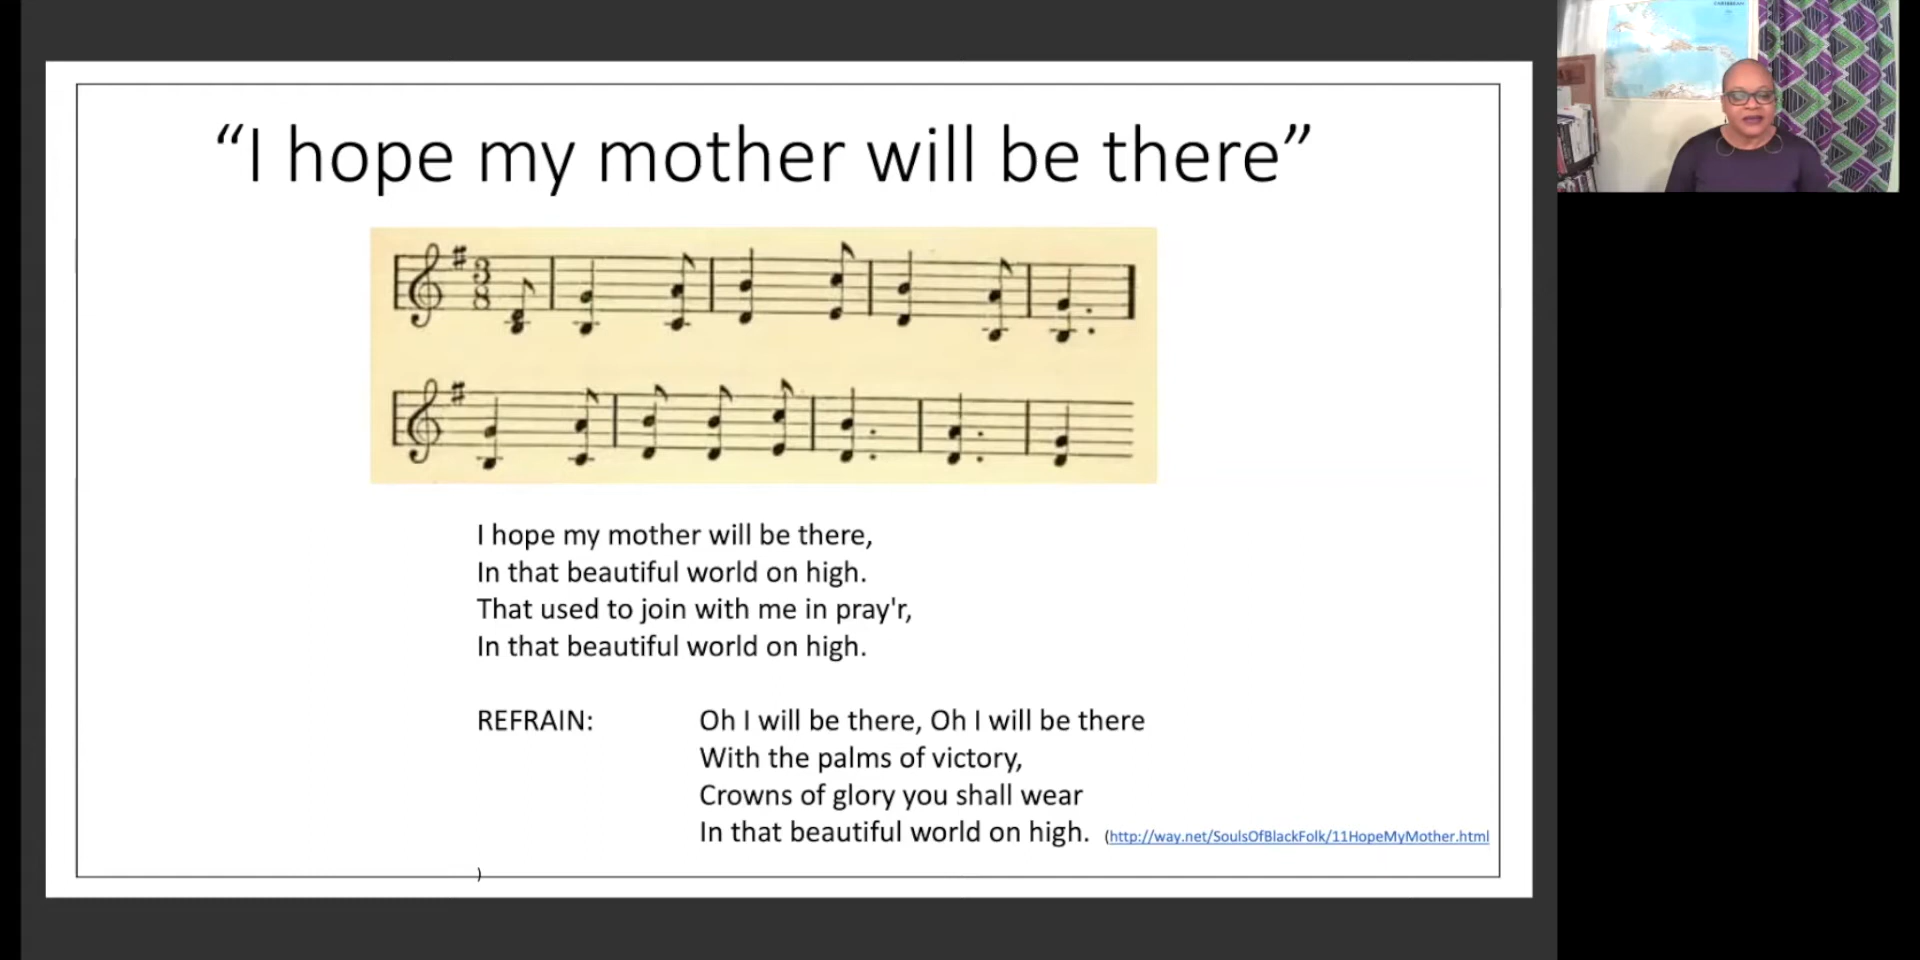 CARIBBEAN
“I hope my mother will be there”
3
8
I hope my mother will be there,
In that beautiful world on high.
That used to join with me in pray'r,
In that beautiful world on high.
REFRAIN: Oh I will be there, Oh I will be there
With the palms of victory,
Crowns of glory you shall wear
In that beautiful world on high. (http://way.net/SoulsOfBlackFolk/11HopeMyMother.html
)